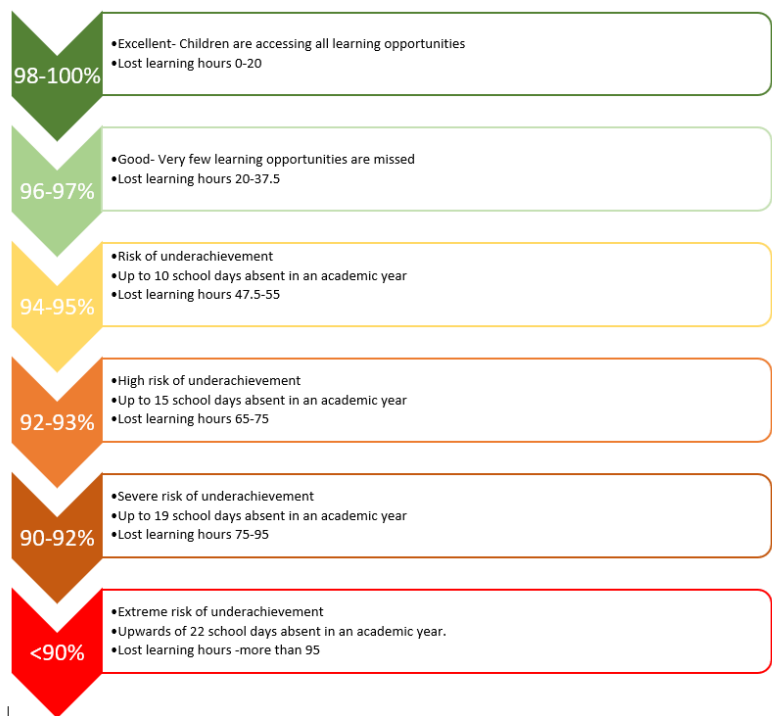 98-100%
•Excellent- Children are accessing all learning opportunities
•Lost learning hours 0-20
96-97%
•Good- Very few learning opportunities are missed
•Lost learning hours 20-37.5
94-95%
•Risk of underachievement
•Up to 10 school days absent in an academic year
•Lost learning hours 47.5-55
92-93%
•High risk of underachievement
•Up to 15 school days absent in an academic year
•Lost learning hours 65-75
90-92%
•Severe risk of underachievement
•Up to 19 school days absent in an academic year
•Lost learning hours 75-95
<90%
•Extreme risk of underachievement
•Upwards of 22 school days absent in an academic year.
•Lost learning hours -more than 95